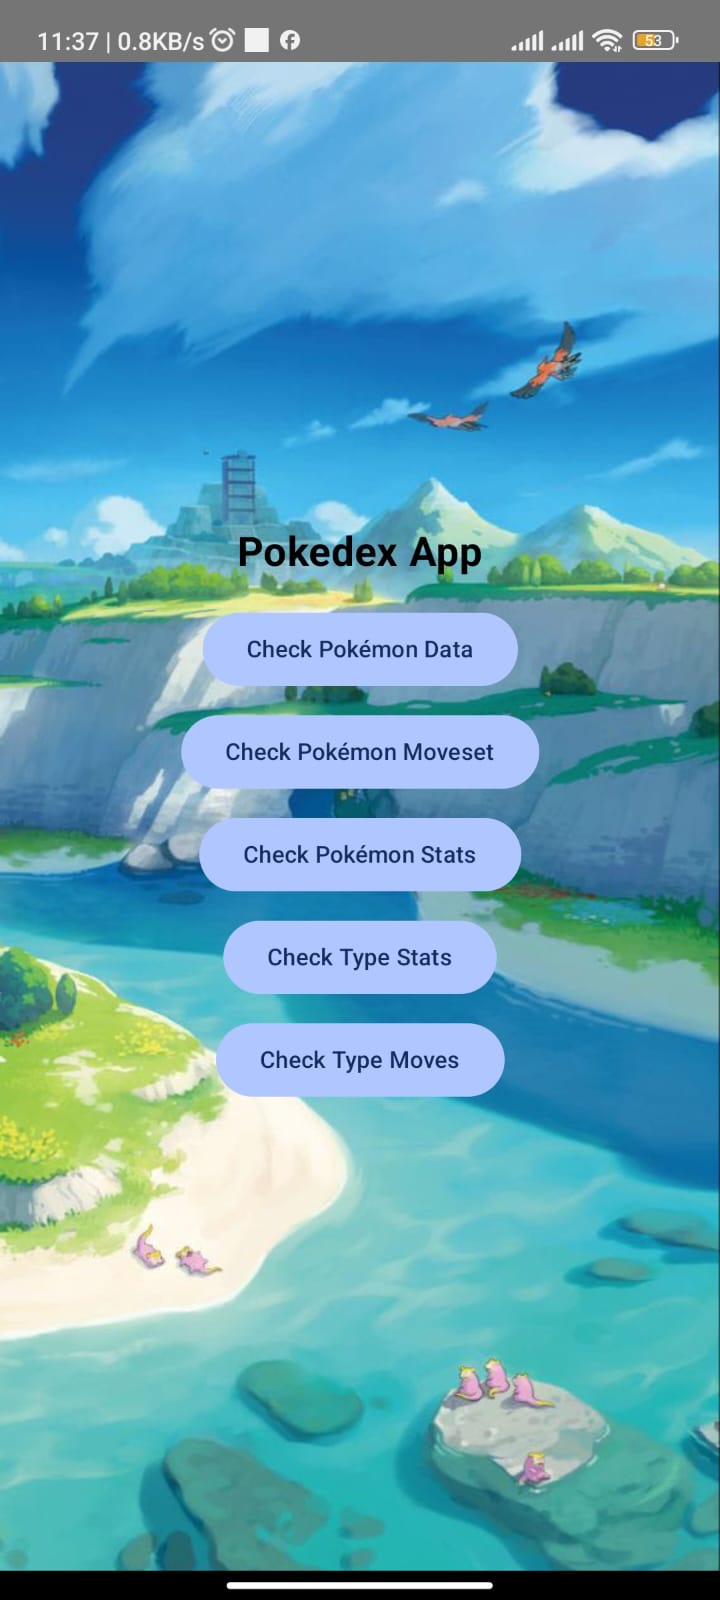 11:37 | 0.8KB/s 53
Pokedex App
Check Pokémon Data
Check Pokémon Moveset
Check Pokémon Stats
Check Type Stats
Check Type Moves